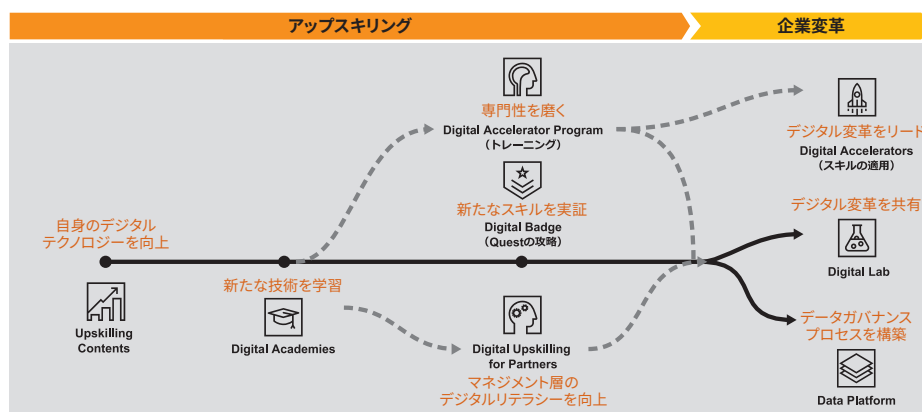 アップスキリング
企業変革
専門性を磨く
Digital Accelerator Program
（トレーニング）
デジタル変革をリード
Digital Accelerators
（スキルの適用）
新たなスキルを実証
Digital Badge
（Questの攻略）
自身のデジタル
テクノロジーを向上
Upskilling
Contents
新たな技術を学習
Digital Academies
Digital Upskilling
for Partners
マネジメント層の
デジタルリテラシーを向上
デジタル変革を共有
Digital Lab
データガバナンス
プロセスを構築
Data Platform